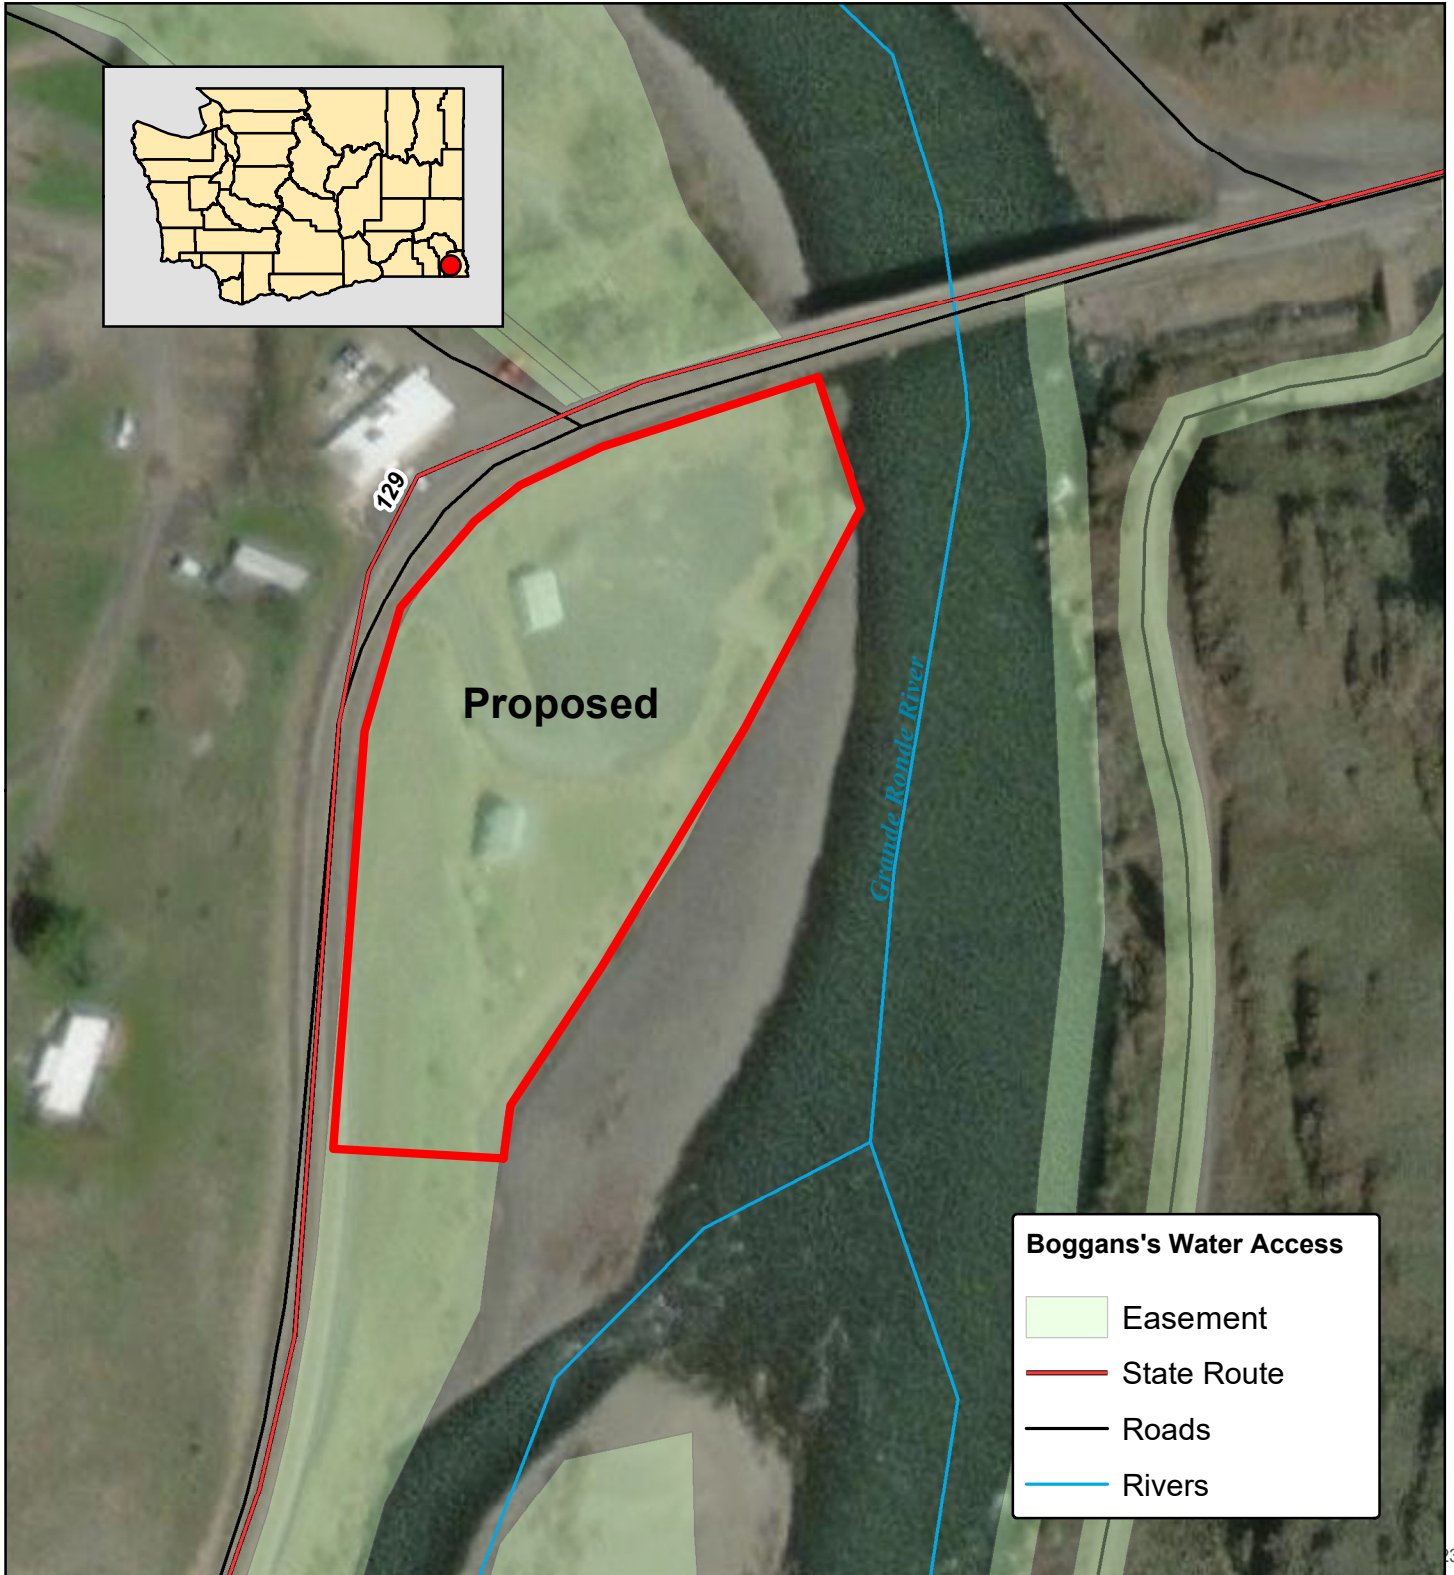 129
Proposed
Grande Ronde River
Boggans's Water Access
Easement
State Route
Roads
Rivers